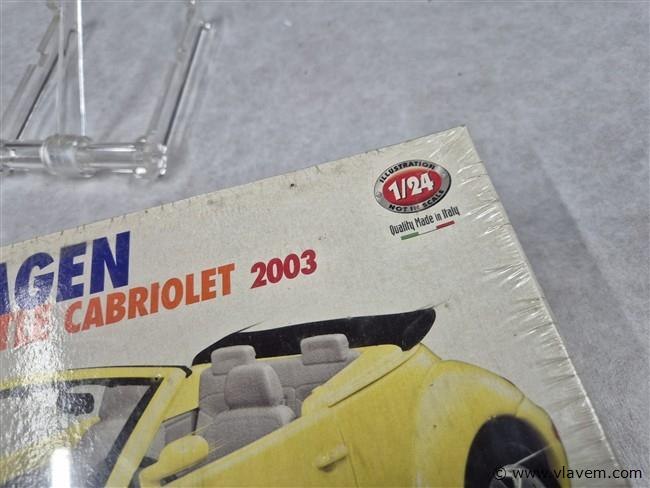 ILLUSTRATION
1/24
NOT IN SCALE
Quality Made in Italy
AGEN
TLE CABRIOLET 2003
© www.vlavem.com